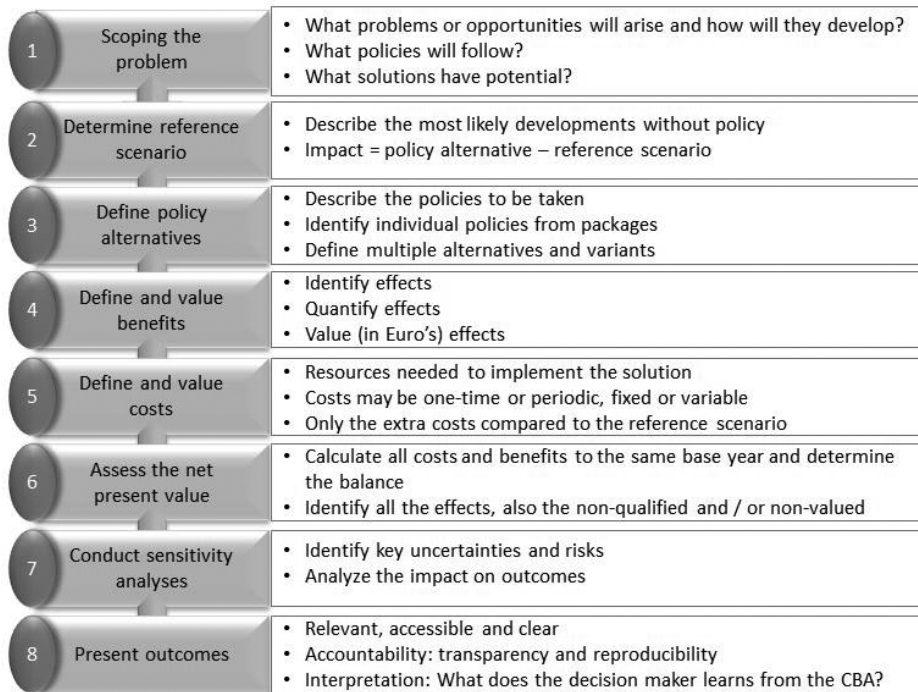 1
Scoping the
problem
• What problems or opportunities will arise and how will they develop?
• What policies will follow?
• What solutions have potential?
2
Determine reference
scenario
• Describe the most likely developments without policy
• Impact = policy alternative – reference scenario
3
Define policy
alternatives
• Describe the policies to be taken
• Identify individual policies from packages
• Define multiple alternatives and variants
4
Define and value
benefits
• Identify effects
• Quantify effects
• Value (in Euro's) effects
5
Define and value
costs
• Resources needed to implement the solution
• Costs may be one-time or periodic, fixed or variable
• Only the extra costs compared to the reference scenario
6
Assess the net
present value
• Calculate all costs and benefits to the same base year and determine
the balance
• Identify all the effects, also the non-qualified and / or non-valued
7
Conduct sensitivity
analyses
• Identify key uncertainties and risks
• Analyze the impact on outcomes
8
Present outcomes
• Relevant, accessible and clear
• Accountability: transparency and reproducibility
• Interpretation: What does the decision maker learns from the CBA?